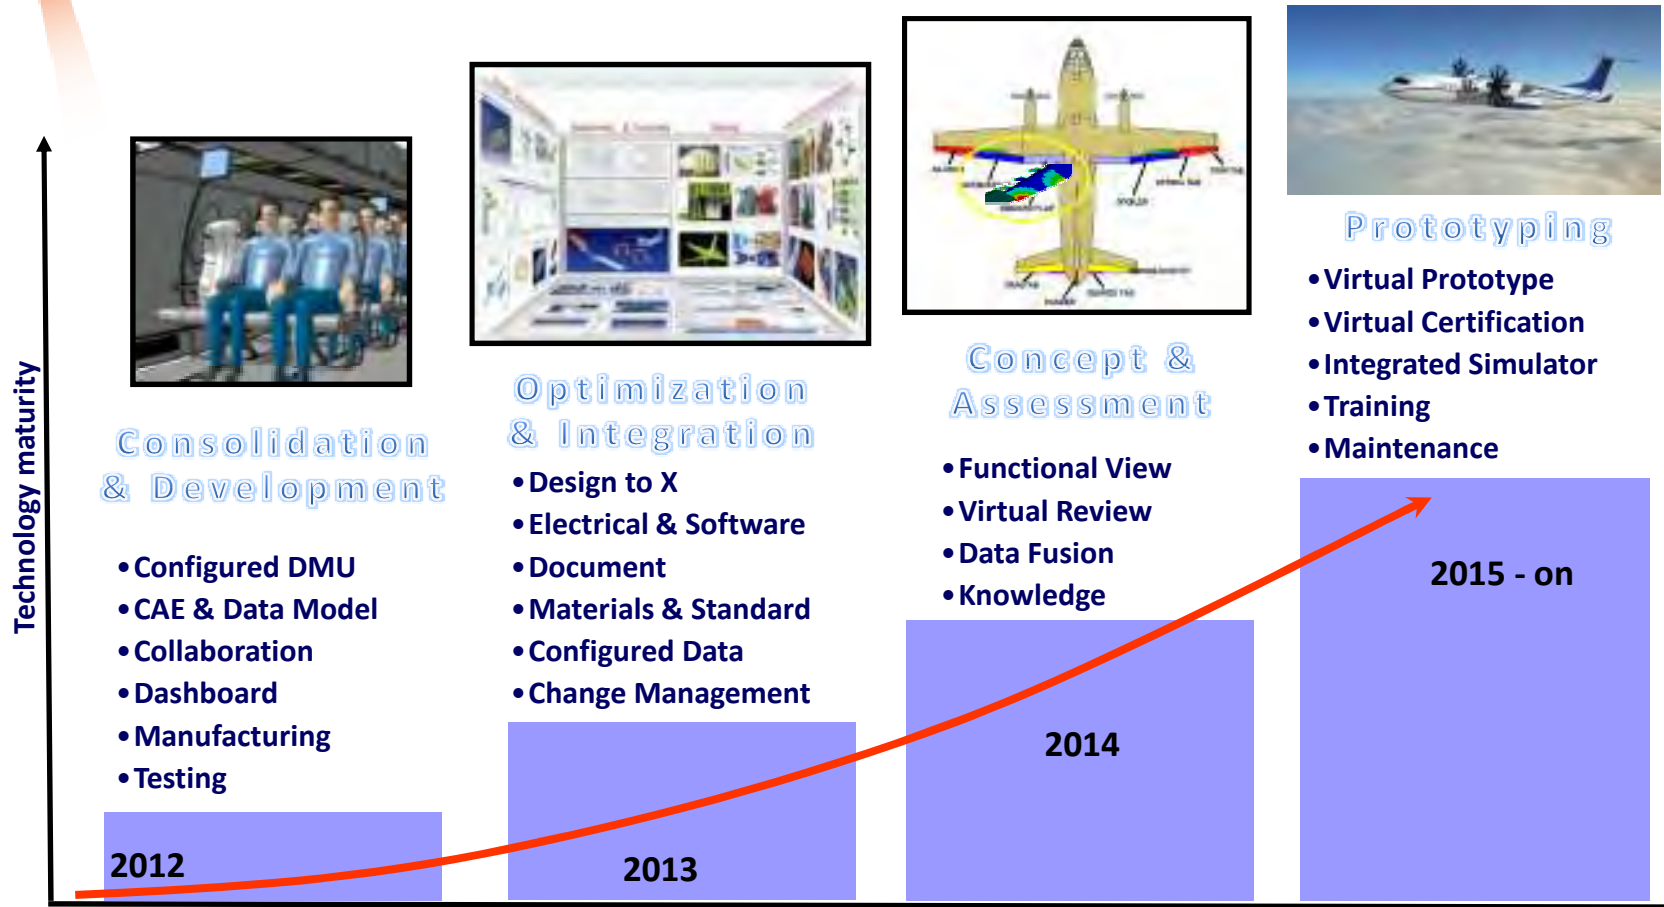 Technology maturity
Consolidation
& Development
•Configured DMU
•CAE & Data Model
•Collaboration
•Dashboard
•Manufacturing
•Testing
2012
Optimization
& Integration
•Design to X
•Electrical & Software
•Document
•Materials & Standard
•Configured Data
•Change Management
2013
Concept &
Assessment
•Functional View
•Virtual Review
•Data Fusion
•Knowledge
2014
Prototyping
•Virtual Prototype
•Virtual Certification
•Integrated Simulator
•Training
•Maintenance
2015 - on